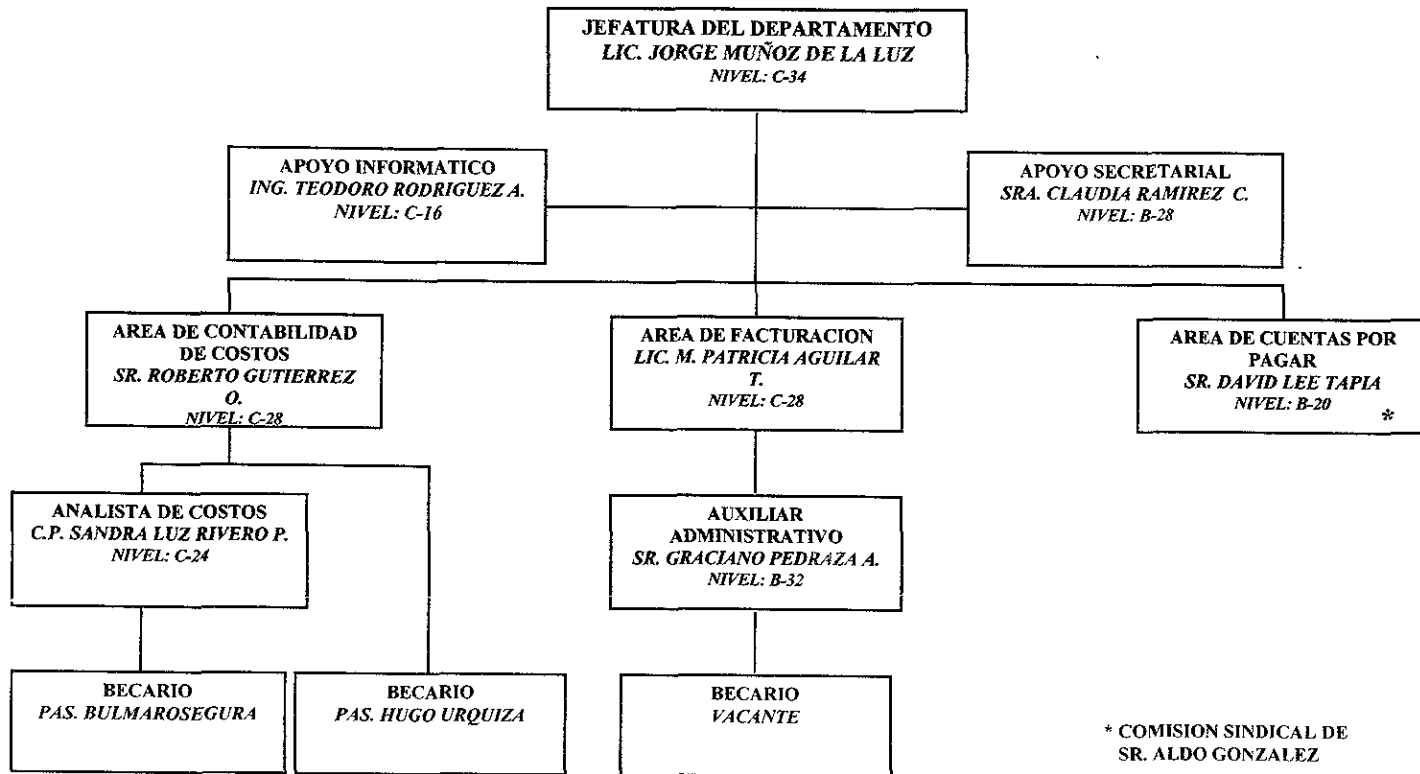 JEFATURA DEL DEPARTAMENTO
LIC. JORGE MUÑOZ DE LA LUZ
NIVEL: C-34
APOYO INFORMATICO
ING. TEODORO RODRIGUEZ A.
NIVEL: C-16
APOYO SECRETARIAL
SRA. CLAUDIA RAMIREZ C.
NIVEL: B-28
AREA DE CONTABILIDAD
DE COSTOS
SR. ROBERTO GUTIERREZ
O.
NIVEL: C-28
AREA DE FACTURACION
LIC. M. PATRICIA AGUILAR
T.
NIVEL: C-28
AREA DE CUENTAS POR
PAGAR
SR. DAVID LEE TAPIA
NIVEL: B-20
*
ANALISTA DE COSTOS
C.P. SANDRA LUZ RIVERO P.
NIVEL: C-24
AUXILIAR
ADMINISTRATIVO
SR. GRACIANO PEDRAZA A.
NIVEL: B-32
BECARIO
PAS. BULMAROSEGURA
BECARIO
PAS. HUGO URQUIZA
BECARIO
VACANTE
* COMISION SINDICAL DE
SR. ALDO GONZALEZ